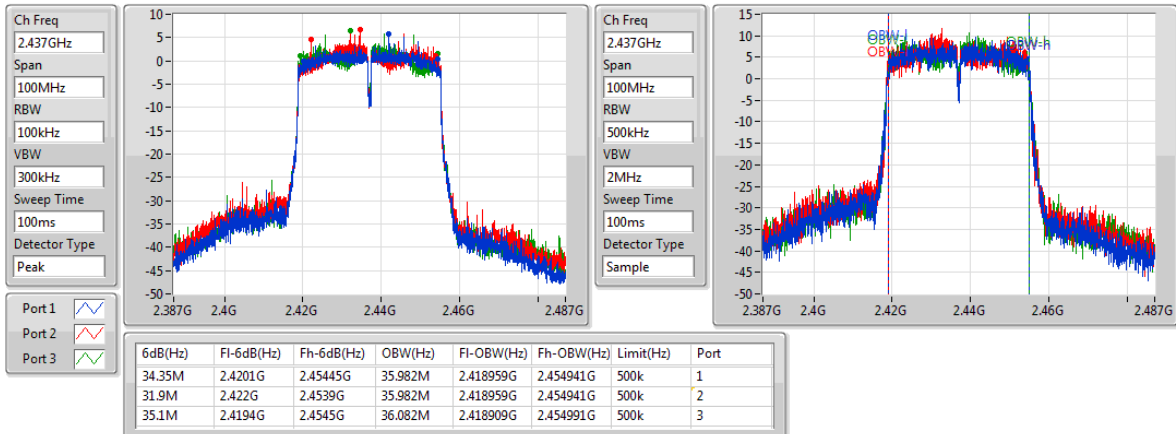 Ch Freq
2.437GHz
Span
100MHz
RBW
100kHz
VBW
300kHz
Sweep Time
100ms
Detector Type
Peak
Port 1
Port 2
Port 3
10
5
0
-5
-10
-15
-20
-25
-30
-35
-40
-45
-50
2.387G 2.4G 2.42G 2.44G 2.46G 2.487G
Ch Freq
2.437GHz
Span
100MHz
RBW
500kHz
VBW
2MHz
Sweep Time
100ms
Detector Type
Sample
15
10
5
0
-5
-10
-15
-20
-25
-30
-35
-40
-45
-50
OBW-l OBW-h
2.387G 2.4G 2.42G 2.44G 2.46G 2.487G
6dB(Hz) Fl-6dB(Hz) Fh-6dB(Hz) OBW(Hz) Fl-OBW(Hz) Fh-OBW(Hz) Limit(Hz) Port
34.35M 2.4201G 2.45445G 35.982M 2.418959G 2.454941G 500k 1
31.9M 2.422G 2.4539G 35.982M 2.418959G 2.454941G 500k 2
35.1M 2.4194G 2.4545G 36.082M 2.418909G 2.454991G 500k 3